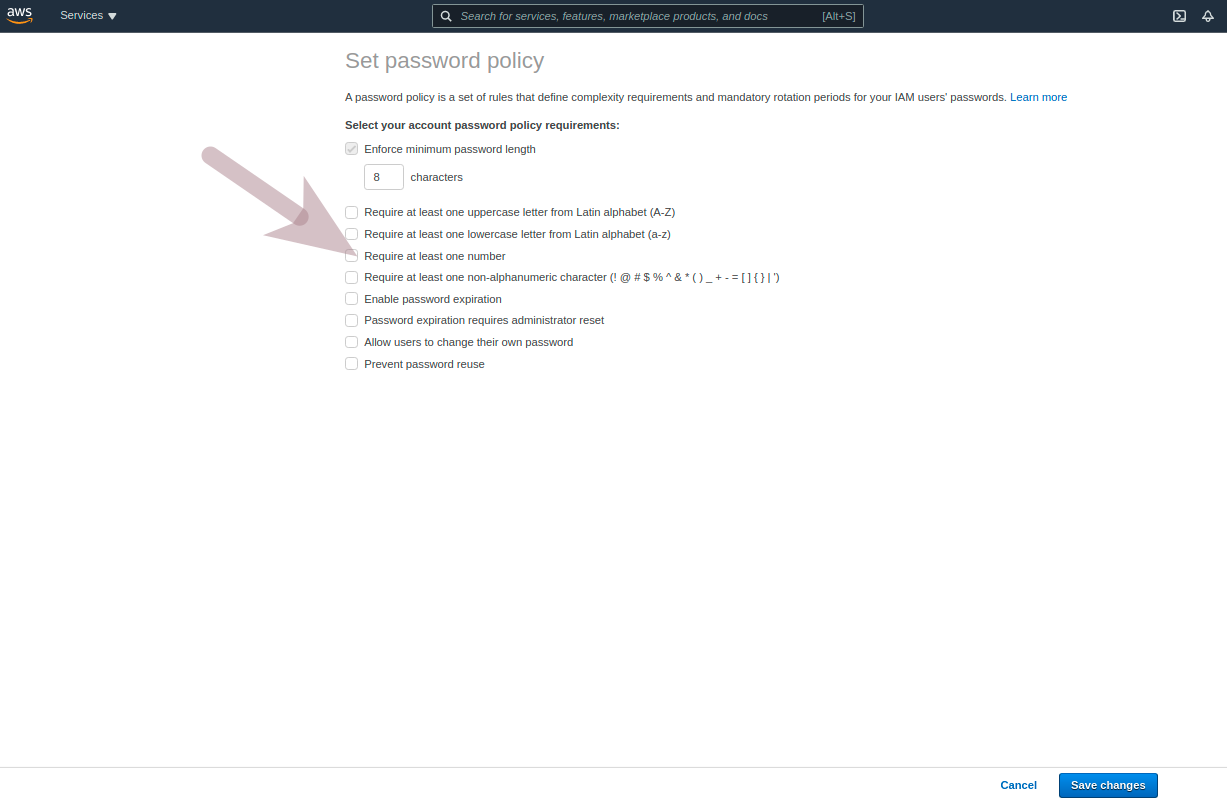 aws
Services
Search for services, features, marketplace products, and docs [Alt+S]
Set password policy
A password policy is a set of rules that define complexity requirements and mandatory rotation periods for your IAM users' passwords. Learn more
Select your account password policy requirements:
Enforce minimum password length
8 characters
Require at least one uppercase letter from Latin alphabet (A-Z)
Require at least one lowercase letter from Latin alphabet (a-z)
Require at least one number
Require at least one non-alphanumeric character (! @ # $ % ^ & * ( ) _ + - = [ ] { } | ')
Enable password expiration
Password expiration requires administrator reset
Allow users to change their own password
Prevent password reuse
Cancel Save changes